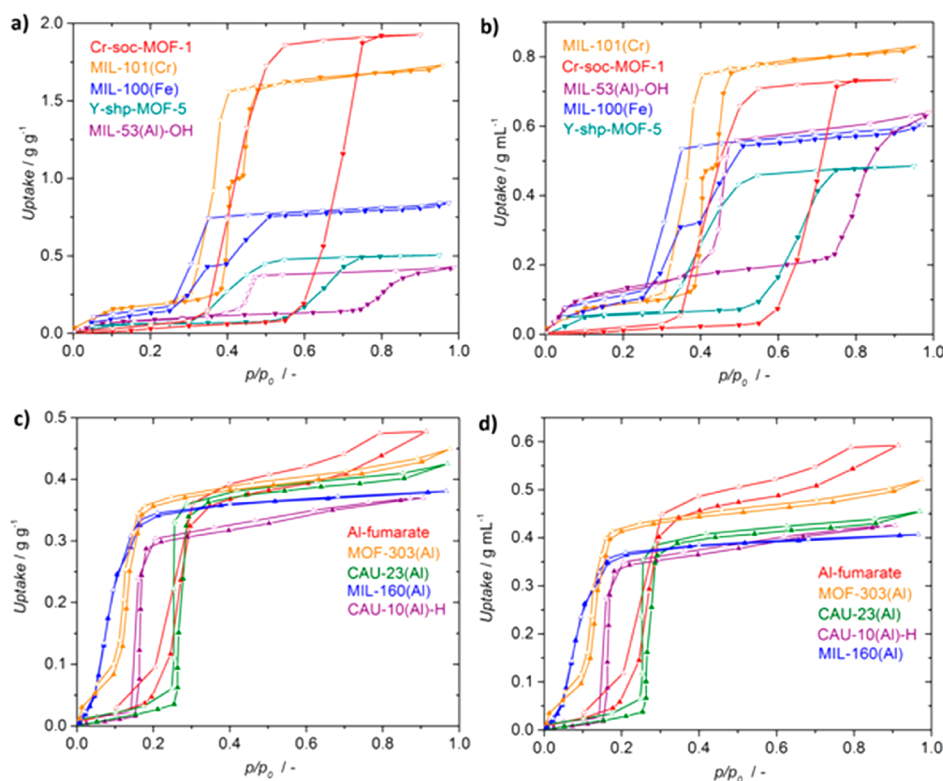 a)
Uptake / g g⁻¹
2.0
1.5
1.0
0.5
0.0
Cr-soc-MOF-1
MIL-101(Cr)
MIL-100(Fe)
Y-shp-MOF-5
MIL-53(Al)-OH
0.0 0.2 0.4 0.6 0.8 1.0
p/p₀ / -
b)
Uptake / g mL⁻¹
0.8
0.6
0.4
0.2
0.0
MIL-101(Cr)
Cr-soc-MOF-1
MIL-53(Al)-OH
MIL-100(Fe)
Y-shp-MOF-5
0.0 0.2 0.4 0.6 0.8 1.0
p/p₀ / -
c)
Uptake / g g⁻¹
0.5
0.4
0.3
0.2
0.1
0.0
Al-fumarate
MOF-303(Al)
CAU-23(Al)
MIL-160(Al)
CAU-10(Al)-H
0.0 0.2 0.4 0.6 0.8 1.0
p/p₀ / -
d)
Uptake / g mL⁻¹
0.6
0.5
0.4
0.3
0.2
0.1
0.0
Al-fumarate
MOF-303(Al)
CAU-23(Al)
CAU-10(Al)-H
MIL-160(Al)
0.0 0.2 0.4 0.6 0.8 1.0
p/p₀ / -